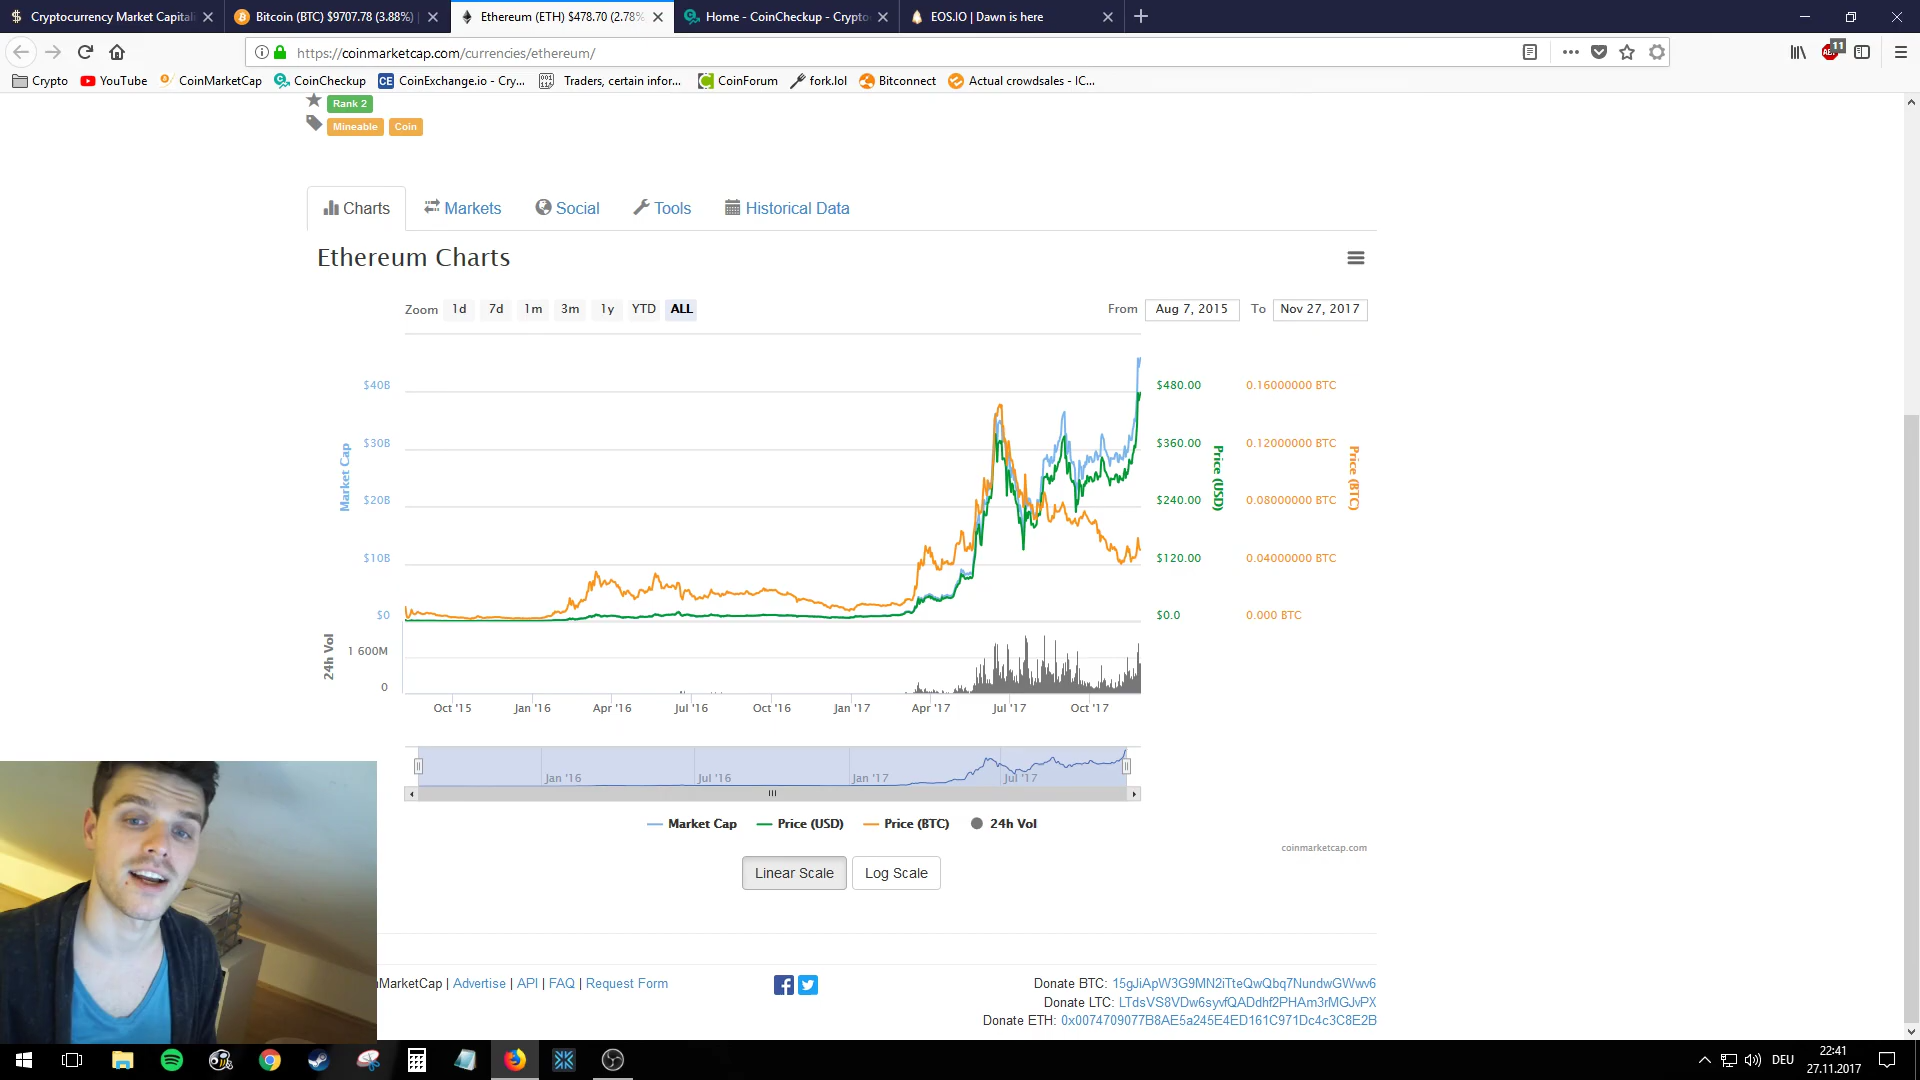 Cryptocurrency Market Capitali
Bitcoin (BTC) $9707.78 (3.88%)
Ethereum (ETH) $478.70 (2.78%
Home - CoinCheckup - Crypto
EOS.IO | Dawn is here
https://coinmarketcap.com/currencies/ethereum/
11
Crypto
YouTube
CoinMarketCap
CoinCheckup
CE CoinExchange.io - Cry...
Traders, certain infor...
CoinForum
fork.lol
Bitconnect
Actual crowdsales - IC...
Rank 2
Mineable Coin
Charts Markets Social Tools Historical Data
Ethereum Charts
Zoom 1d 7d 1m 3m 1y YTD ALL
From Aug 7, 2015 To Nov 27, 2017
$40B $480.00 0.16000000 BTC
$30B $360.00 0.12000000 BTC
Market Cap
Price (USD)
Price (BTC)
$20B $240.00 0.08000000 BTC
$10B $120.00 0.04000000 BTC
$0 $0.0 0.000 BTC
24h Vol
1 600M
0
Oct '15 Jan '16 Apr '16 Jul '16 Oct '16 Jan '17 Apr '17 Jul '17 Oct '17
Jan '16 Jul '16 Jan '17 Jul '17
Market Cap Price (USD) Price (BTC) 24h Vol
coinmarketcap.com
Linear Scale Log Scale
MarketCap | Advertise | API | FAQ | Request Form
Donate BTC: 15gJiApW3G9MN2iTteQwQbq7NundwGWwv6
Donate LTC: LTdsVS8VDw6syvfQADdhf2PHAm3rMGJvPX
Donate ETH: 0x0074709077B8AE5a245E4ED161C971Dc4c3C8E2B
DEU
22:41
27.11.2017